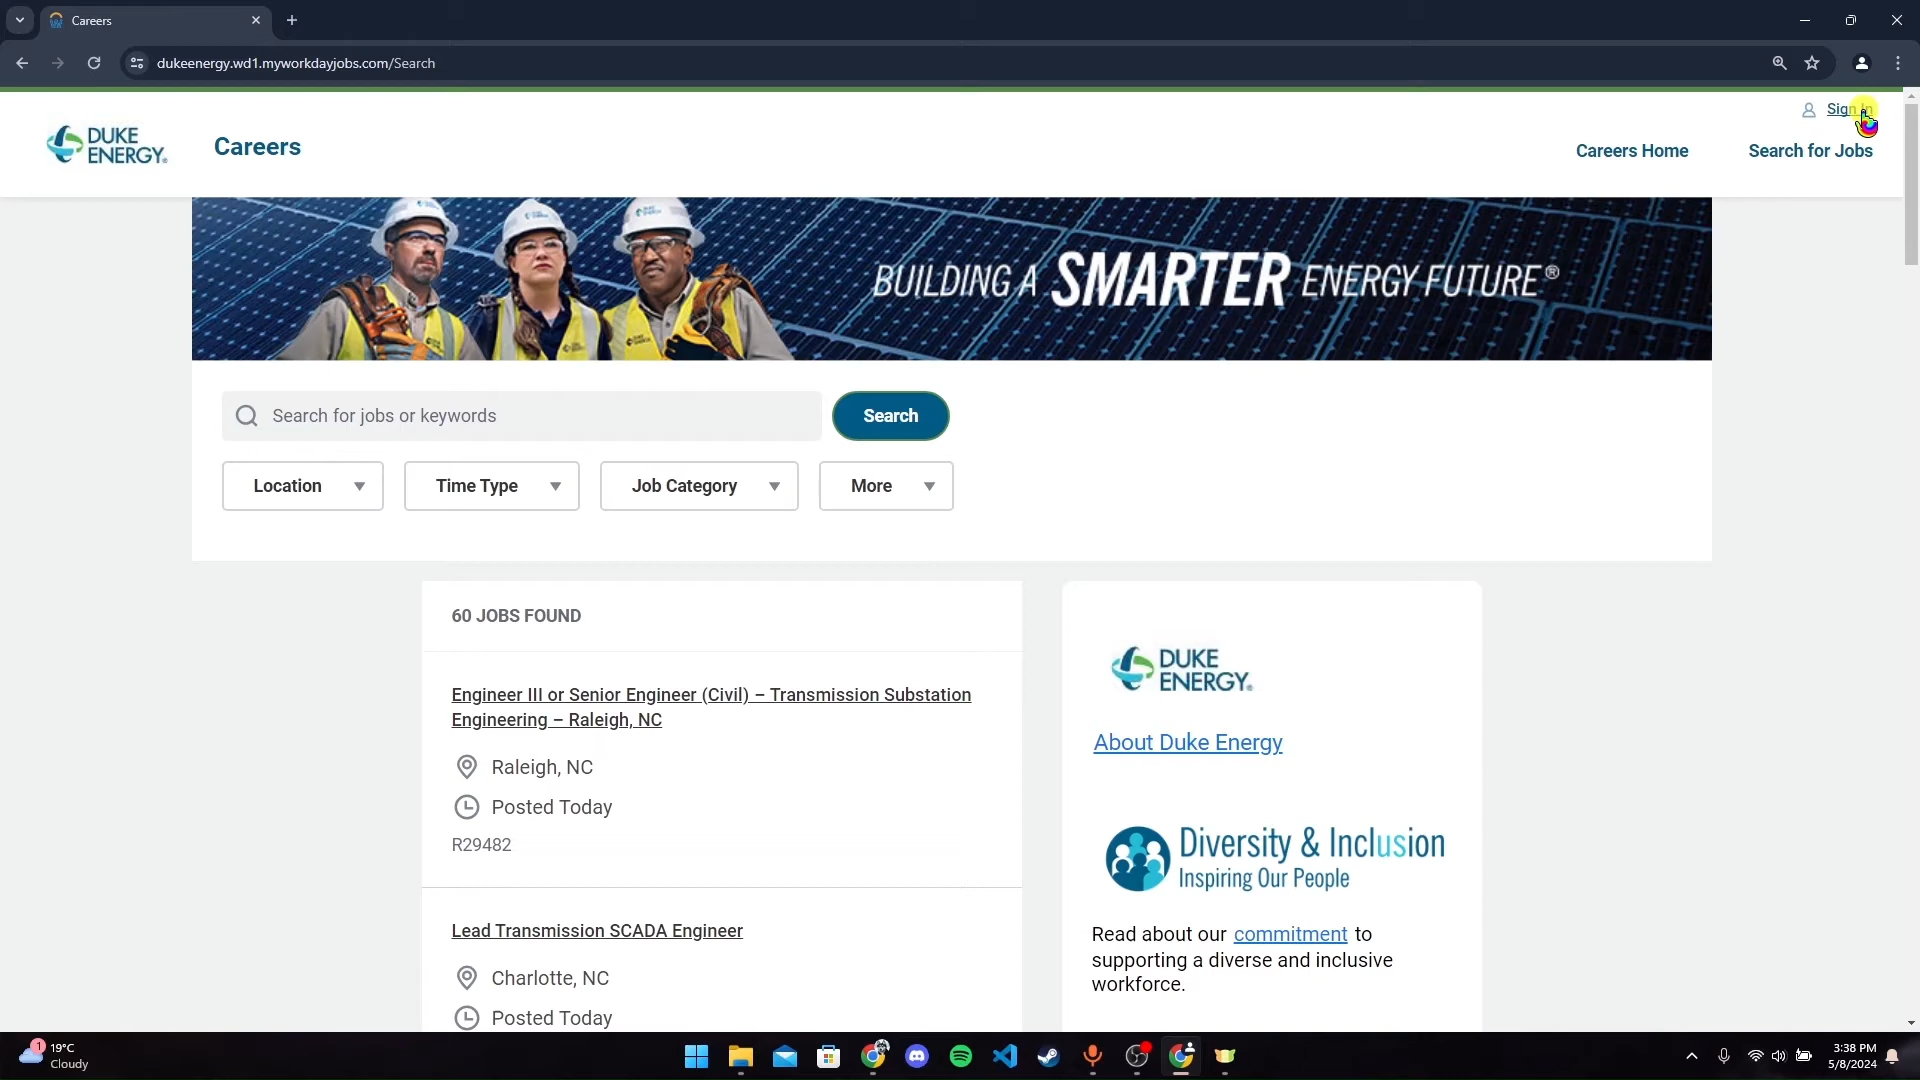 Careers
dukeenergy.wd1.myworkdayjobs.com/Search
Sign In
DUKE
ENERGY®
Careers
Careers Home
Search for Jobs
BUILDING A SMARTER ENERGY FUTURE®
Search for jobs or keywords
Search
Location
Time Type
Job Category
More
60 JOBS FOUND
Engineer III or Senior Engineer (Civil) – Transmission Substation
Engineering – Raleigh, NC
Raleigh, NC
Posted Today
R29482
Lead Transmission SCADA Engineer
Charlotte, NC
Posted Today
DUKE
ENERGY®
About Duke Energy
Diversity & Inclusion
Inspiring Our People
Read about our commitment to
supporting a diverse and inclusive
workforce.
1
19°C
Cloudy
3:38 PM
5/8/2024